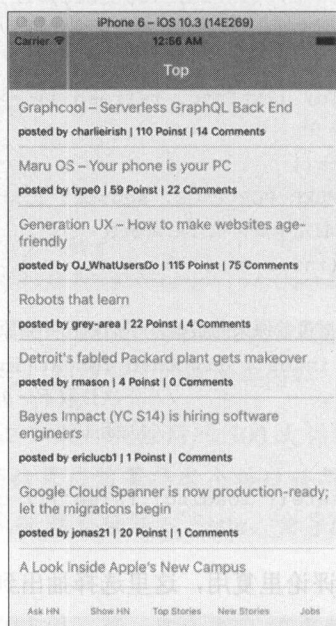 iPhone 6 – iOS 10.3 (14E269)
Carrier 12:56 AM
Top
Graphcool – Serverless GraphQL Back End
posted by charlieirish | 110 Poinst | 14 Comments
Maru OS – Your phone is your PC
posted by type0 | 59 Poinst | 22 Comments
Generation UX – How to make websites age-
friendly
posted by OJ_WhatUsersDo | 115 Poinst | 75 Comments
Robots that learn
posted by grey-area | 22 Poinst | 4 Comments
Detroit's fabled Packard plant gets makeover
posted by rmason | 4 Poinst | 0 Comments
Bayes Impact (YC S14) is hiring software
engineers
posted by ericlucb1 | 1 Poinst | Comments
Google Cloud Spanner is now production-ready;
let the migrations begin
posted by jonas21 | 20 Poinst | 1 Comments
A Look Inside Apple's New Campus
Ask HN Show HN Top Stories New Stories Jobs